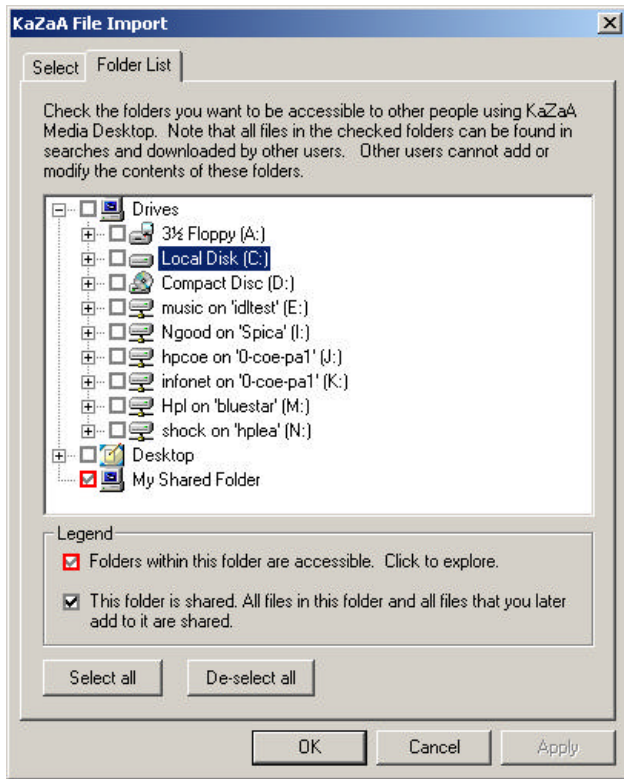 KaZaA File Import
Select
Folder List
Check the folders you want to be accessible to other people using KaZaA
Media Desktop.  Note that all files in the checked folders can be found in
searches and downloaded by other users.   Other users cannot add or
modify the contents of these folders.
Drives
3½ Floppy (A:)
Local Disk (C:)
Compact Disc (D:)
music on 'idltest' (E:)
Ngood on 'Spica' (I:)
hpcoe on '0-coe-pa1' (J:)
infonet on '0-coe-pa1' (K:)
Hpl on 'bluestar' (M:)
shock on 'hplea' (N:)
Desktop
My Shared Folder
Legend
Folders within this folder are accessible.  Click to explore.
This folder is shared. All files in this folder and all files that you later
add to it are shared.
Select all
De-select all
OK
Cancel
Apply